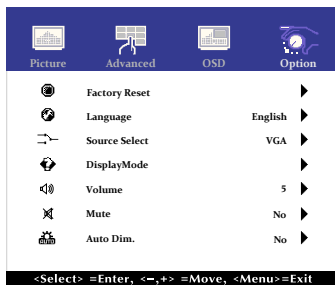 Picture Advanced OSD Option
Factory Reset
Language English
Source Select VGA
DisplayMode
Volume 5
Mute No
Auto Dim. No
<Select> =Enter, <−,+> =Move, <Menu>=Exit